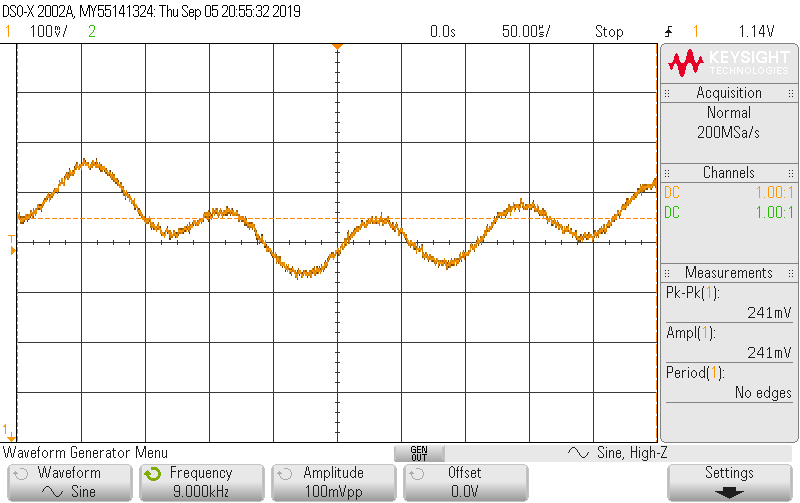 DSO-X 2002A, MY55141324: Thu Sep 05 20:55:32 2019
1 100mV/ 2 0.0s 50.00us/ Stop 1 1.14V
KEYSIGHT
TECHNOLOGIES
Acquisition
Normal
200MSa/s
Channels
DC 1.00:1
DC 1.00:1
Measurements
Pk-Pk(1):
241mV
Ampl(1):
241mV
Period(1):
No edges
T
1
Waveform Generator Menu GEN OUT Sine, High-Z
Waveform
Sine
Frequency
9.000kHz
Amplitude
100mVpp
Offset
0.0V
Settings